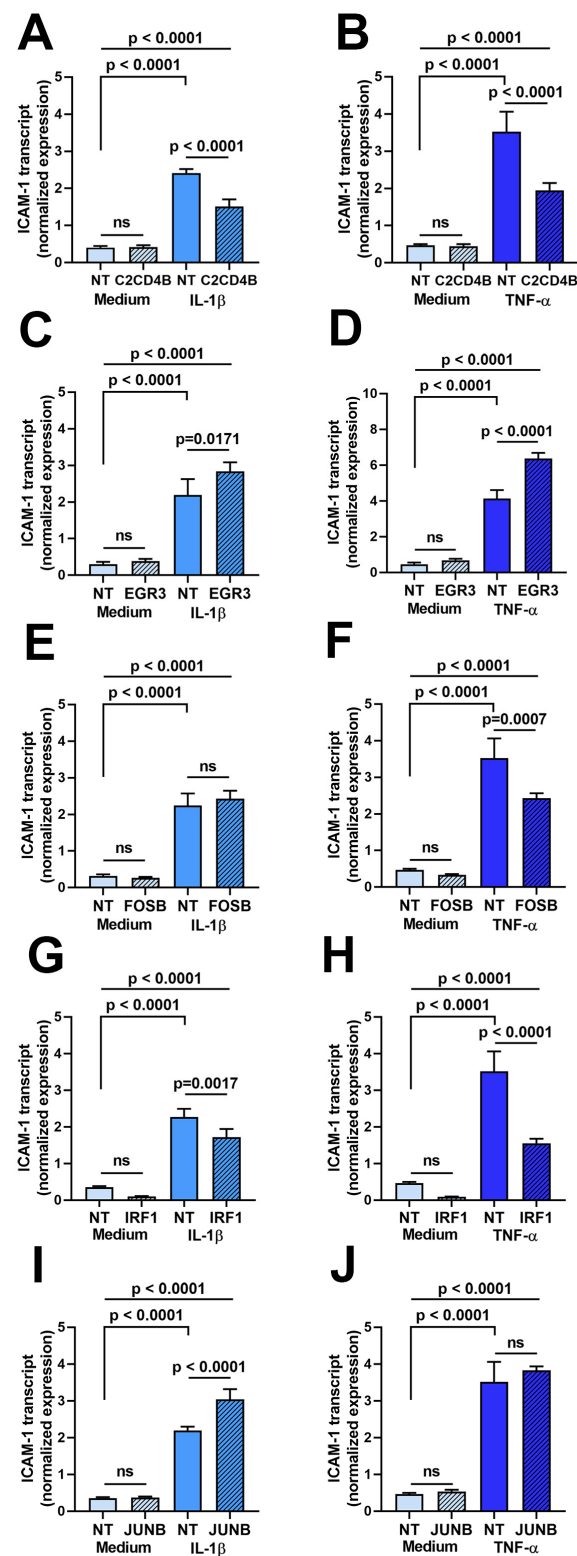 A
p < 0.0001
p < 0.0001
p < 0.0001
ns
ICAM-1 transcript
(normalized expression)
5
4
3
2
1
0
NT C2CD4B NT C2CD4B
Medium IL-1β
B
p < 0.0001
p < 0.0001
p < 0.0001
ns
ICAM-1 transcript
(normalized expression)
5
4
3
2
1
0
NT C2CD4B NT C2CD4B
Medium TNF-α
C
p < 0.0001
p < 0.0001
p=0.0171
ns
ICAM-1 transcript
(normalized expression)
5
4
3
2
1
0
NT EGR3 NT EGR3
Medium IL-1β
D
p < 0.0001
p < 0.0001
p < 0.0001
ns
ICAM-1 transcript
(normalized expression)
10
8
6
4
2
0
NT EGR3 NT EGR3
Medium TNF-α
E
p < 0.0001
p < 0.0001
ns
ns
ICAM-1 transcript
(normalized expression)
5
4
3
2
1
0
NT FOSB NT FOSB
Medium IL-1β
F
p < 0.0001
p < 0.0001
p=0.0007
ns
ICAM-1 transcript
(normalized expression)
5
4
3
2
1
0
NT FOSB NT FOSB
Medium TNF-α
G
p < 0.0001
p < 0.0001
p=0.0017
ns
ICAM-1 transcript
(normalized expression)
5
4
3
2
1
0
NT IRF1 NT IRF1
Medium IL-1β
H
p < 0.0001
p < 0.0001
p < 0.0001
ns
ICAM-1 transcript
(normalized expression)
5
4
3
2
1
0
NT IRF1 NT IRF1
Medium TNF-α
I
p < 0.0001
p < 0.0001
p < 0.0001
ns
ICAM-1 transcript
(normalized expression)
5
4
3
2
1
0
NT JUNB NT JUNB
Medium IL-1β
J
p < 0.0001
p < 0.0001
ns
ns
ICAM-1 transcript
(normalized expression)
5
4
3
2
1
0
NT JUNB NT JUNB
Medium TNF-α